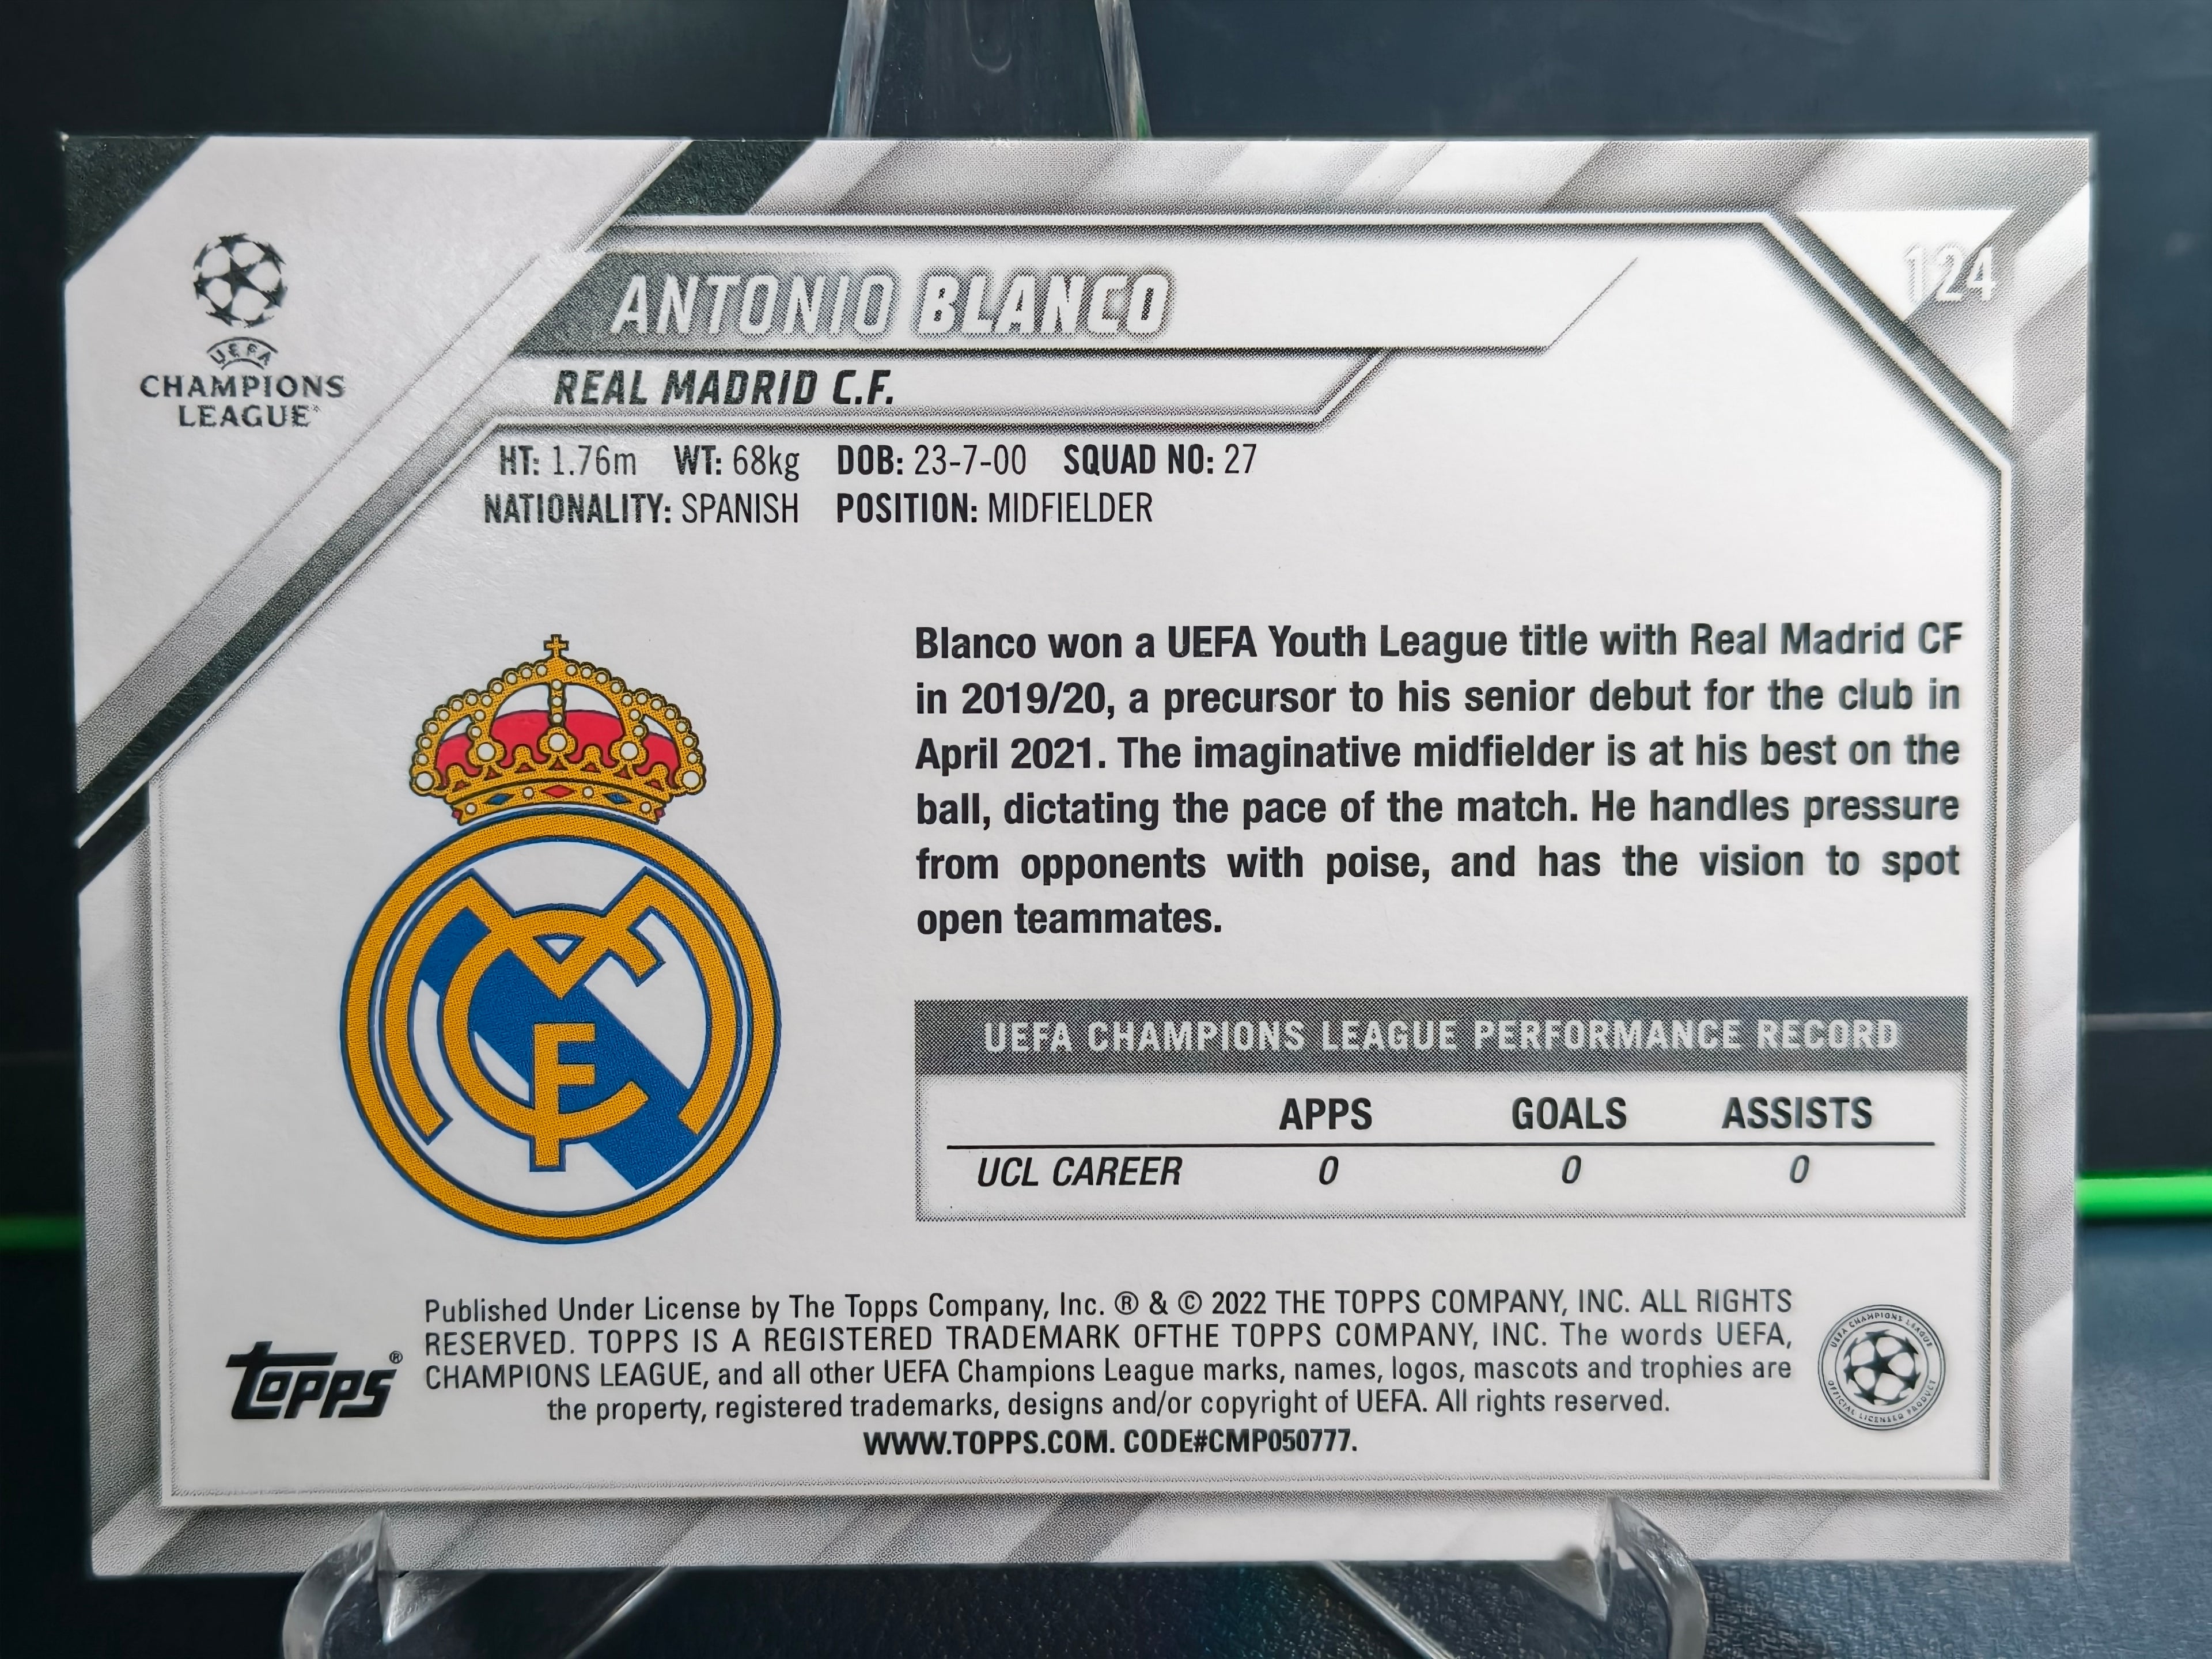 124
UEFA
CHAMPIONS
LEAGUE
ANTONIO BLANCO
REAL MADRID C.F.
HT: 1.76m WT: 68kg DOB: 23-7-00 SQUAD NO: 27
NATIONALITY: SPANISH POSITION: MIDFIELDER
Blanco won a UEFA Youth League title with Real Madrid CF
in 2019/20, a precursor to his senior debut for the club in
April 2021. The imaginative midfielder is at his best on the
ball, dictating the pace of the match. He handles pressure
from opponents with poise, and has the vision to spot
open teammates.
UEFA CHAMPIONS LEAGUE PERFORMANCE RECORD
APPS GOALS ASSISTS
UCL CAREER 0 0 0
Published Under License by The Topps Company, Inc. ® & © 2022 THE TOPPS COMPANY, INC. ALL RIGHTS
RESERVED. TOPPS IS A REGISTERED TRADEMARK OFTHE TOPPS COMPANY, INC. The words UEFA,
CHAMPIONS LEAGUE, and all other UEFA Champions League marks, names, logos, mascots and trophies are
the property, registered trademarks, designs and/or copyright of UEFA. All rights reserved.
WWW.TOPPS.COM. CODE#CMP050777.
Topps®
UEFA CHAMPIONS LEAGUE
OFFICIAL LICENSED PRODUCT